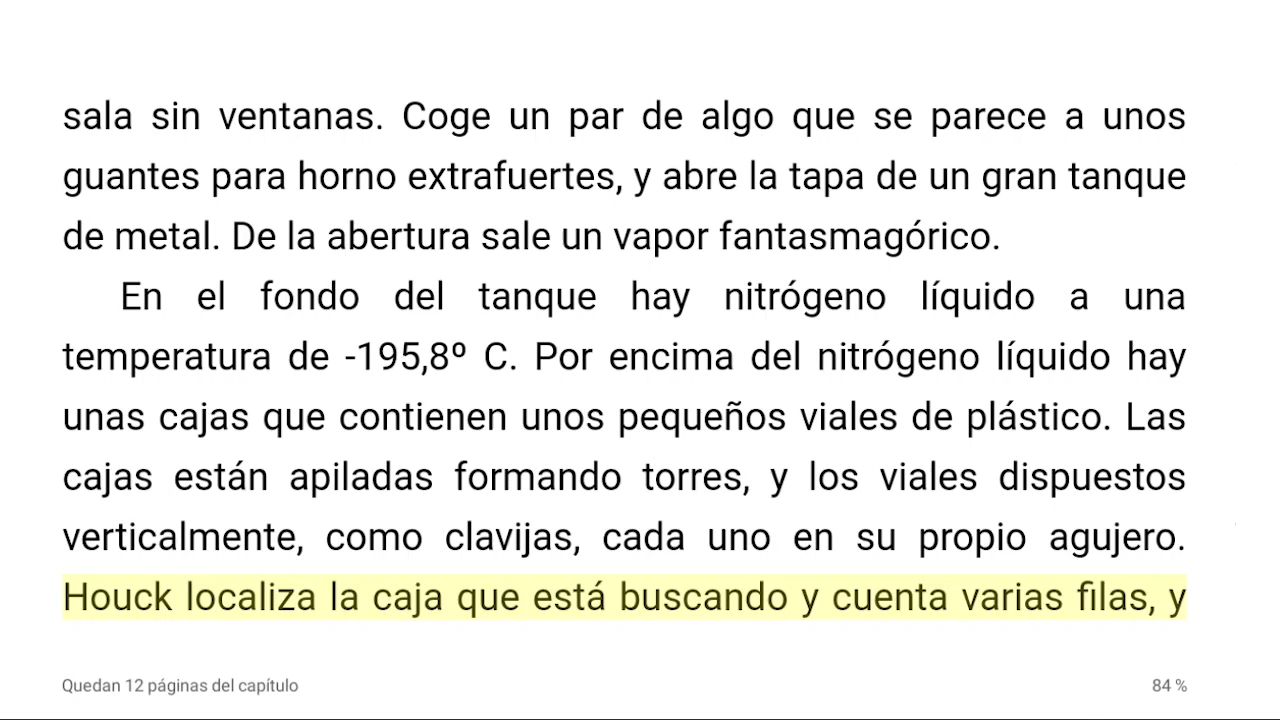 sala sin ventanas. Coge un par de algo que se parece a unos
guantes para horno extrafuertes, y abre la tapa de un gran tanque
de metal. De la abertura sale un vapor fantasmagórico.
En el fondo del tanque hay nitrógeno líquido a una
temperatura de -195,8º C. Por encima del nitrógeno líquido hay
unas cajas que contienen unos pequeños viales de plástico. Las
cajas están apiladas formando torres, y los viales dispuestos
verticalmente, como clavijas, cada uno en su propio agujero.
Houck localiza la caja que está buscando y cuenta varias filas, y
Quedan 12 páginas del capítulo 84 %